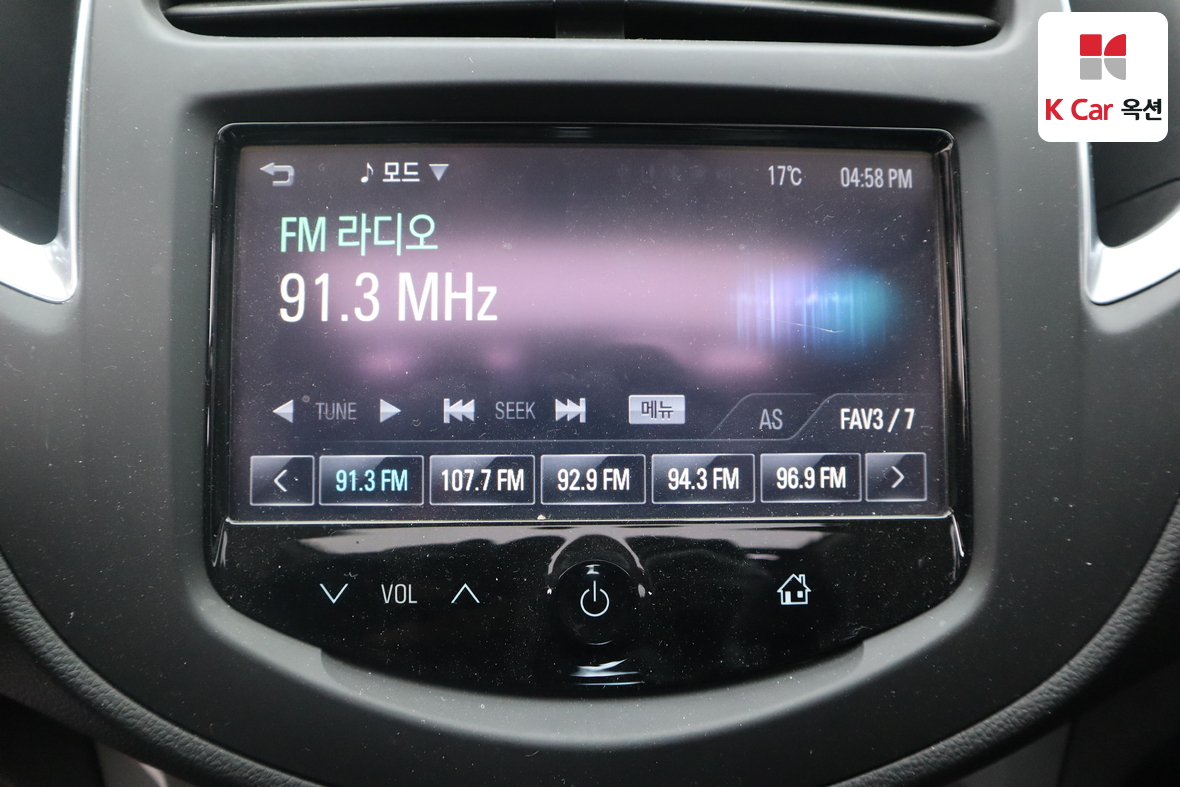 K Car 옥션
모드 17℃ 04:58 PM
FM 라디오
91.3 MHz
TUNE SEEK 메뉴 AS FAV3 / 7
91.3 FM 107.7 FM 92.9 FM 94.3 FM 96.9 FM
VOL